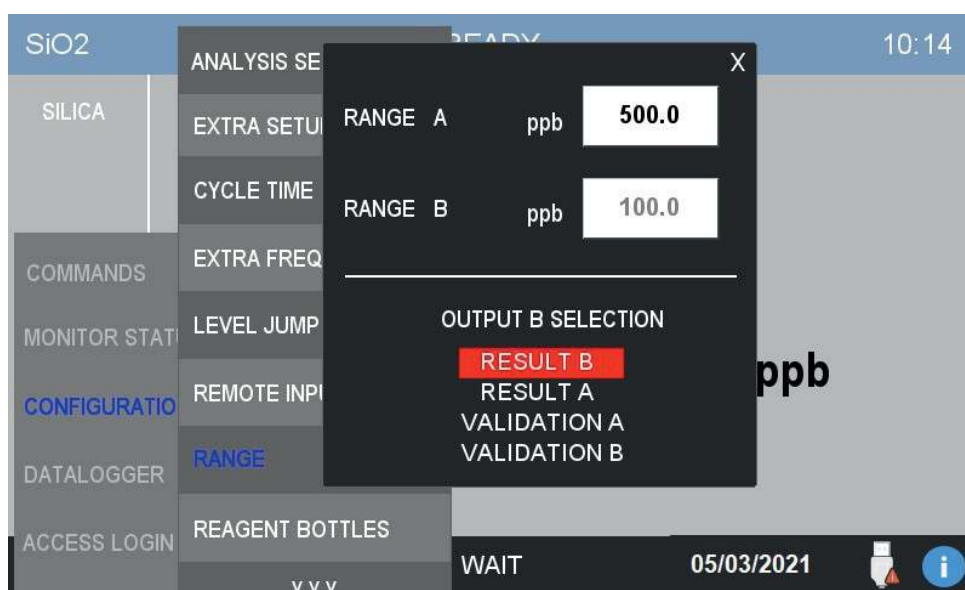 SiO2
READY
10:14
SILICA
COMMANDS
MONITOR STAT
CONFIGURATIO
DATALOGGER
ACCESS LOGIN
ANALYSIS SE
EXTRA SETU
CYCLE TIME
EXTRA FREQ
LEVEL JUMP
REMOTE INP
RANGE
REAGENT BOTTLES
X
RANGE A ppb 500.0
RANGE B ppb 100.0
OUTPUT B SELECTION
RESULT B
RESULT A
VALIDATION A
VALIDATION B
ppb
WAIT
05/03/2021
i